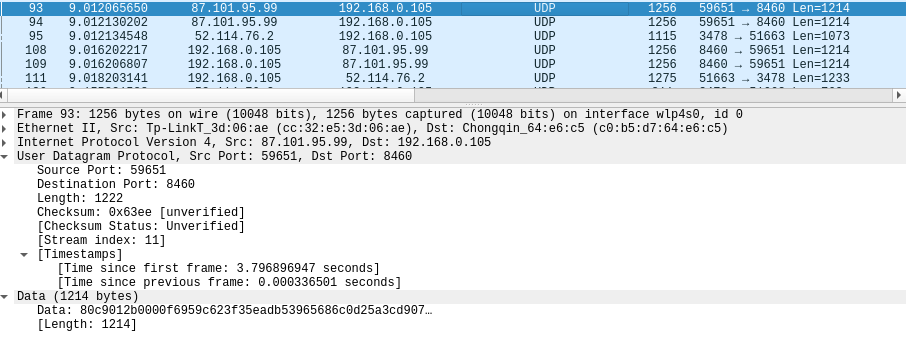 93 9.012065650 87.101.95.99 192.168.0.105 UDP 1256 59651 → 8460 Len=1214
94 9.012130202 87.101.95.99 192.168.0.105 UDP 1256 59651 → 8460 Len=1214
95 9.012134548 52.114.76.2 192.168.0.105 UDP 1115 3478 → 51663 Len=1073
108 9.016202217 192.168.0.105 87.101.95.99 UDP 1256 8460 → 59651 Len=1214
109 9.016206807 192.168.0.105 87.101.95.99 UDP 1256 8460 → 59651 Len=1214
111 9.018203141 192.168.0.105 52.114.76.2 UDP 1275 51663 → 3478 Len=1233
Frame 93: 1256 bytes on wire (10048 bits), 1256 bytes captured (10048 bits) on interface wlp4s0, id 0
Ethernet II, Src: Tp-LinkT_3d:06:ae (cc:32:e5:3d:06:ae), Dst: Chongqin_64:e6:c5 (c0:b5:d7:64:e6:c5)
Internet Protocol Version 4, Src: 87.101.95.99, Dst: 192.168.0.105
User Datagram Protocol, Src Port: 59651, Dst Port: 8460
Source Port: 59651
Destination Port: 8460
Length: 1222
Checksum: 0x63ee [unverified]
[Checksum Status: Unverified]
[Stream index: 11]
[Timestamps]
[Time since first frame: 3.796896947 seconds]
[Time since previous frame: 0.000336501 seconds]
Data (1214 bytes)
Data: 80c9012b0000f6959c623f35eadb53965686c0d25a3cd907…
[Length: 1214]